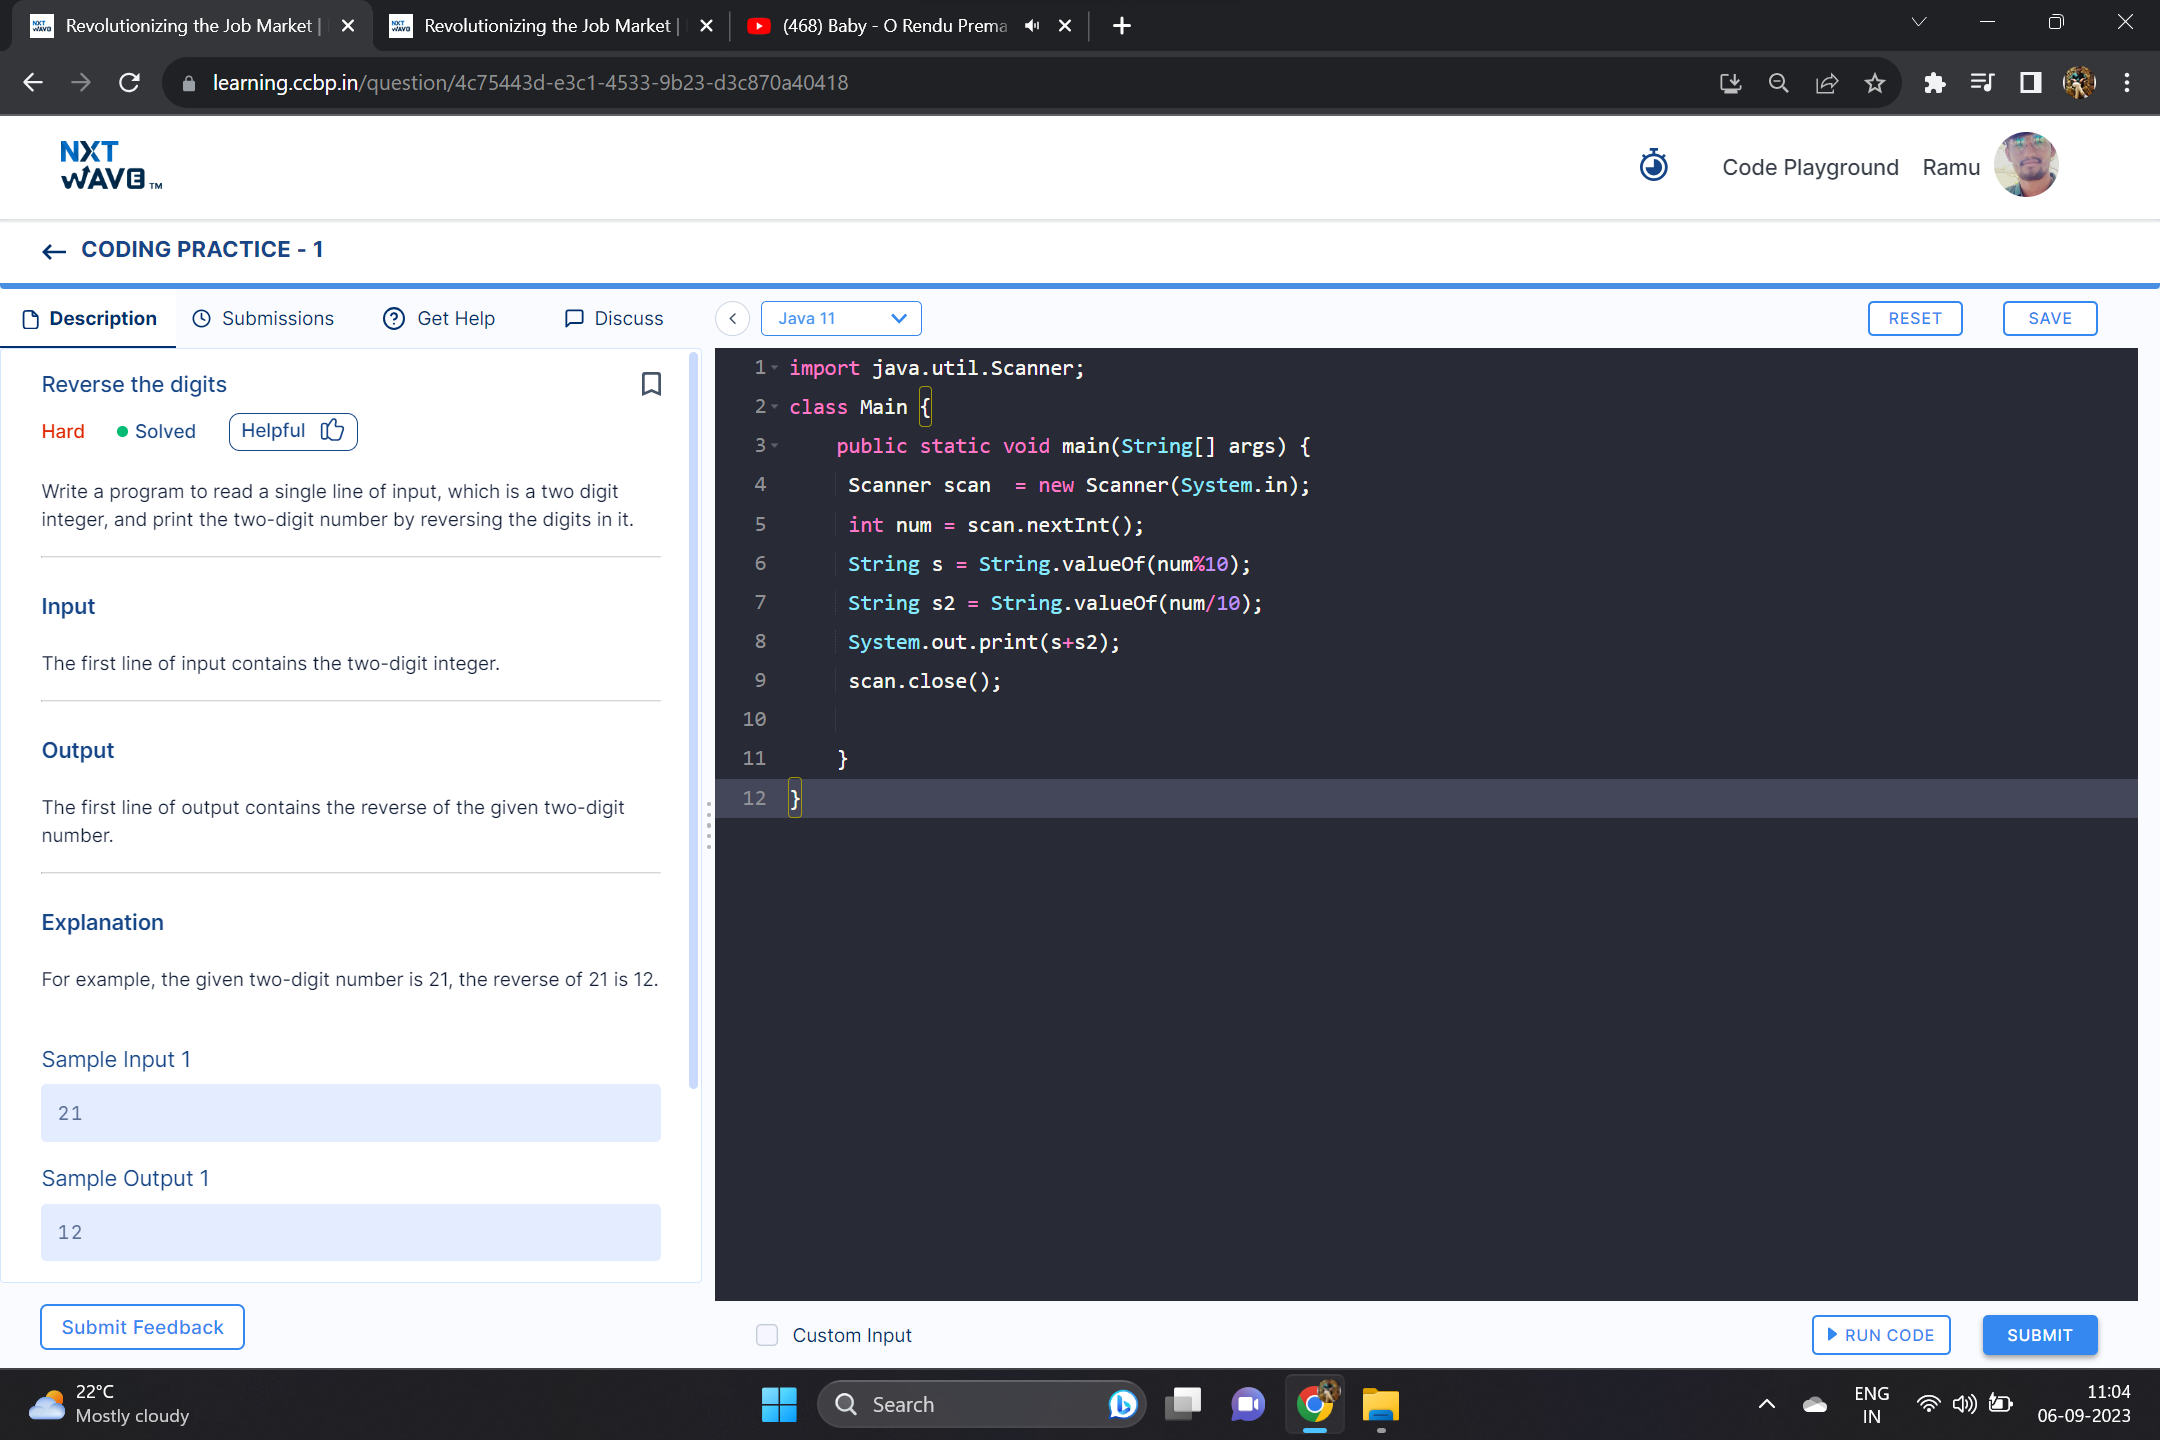 Revolutionizing the Job Market |
Revolutionizing the Job Market |
(468) Baby - O Rendu Prema
learning.ccbp.in/question/4c75443d-e3c1-4533-9b23-d3c870a40418
NXT
WAVE TM
Code Playground
Ramu
CODING PRACTICE - 1
Description
Submissions
Get Help
Discuss
Java 11
RESET
SAVE
Reverse the digits
Hard
Solved
Helpful
Write a program to read a single line of input, which is a two digit
integer, and print the two-digit number by reversing the digits in it.
Input
The first line of input contains the two-digit integer.
Output
The first line of output contains the reverse of the given two-digit
number.
Explanation
For example, the given two-digit number is 21, the reverse of 21 is 12.
Sample Input 1
21
Sample Output 1
12
Submit Feedback
1 import java.util.Scanner;
2 class Main {
3 public static void main(String[] args) {
4 Scanner scan  = new Scanner(System.in);
5 int num = scan.nextInt();
6 String s = String.valueOf(num%10);
7 String s2 = String.valueOf(num/10);
8 System.out.print(s+s2);
9 scan.close();
10
11 }
12 }
Custom Input
RUN CODE
SUBMIT
22°C
Mostly cloudy
Search
ENG
IN
11:04
06-09-2023